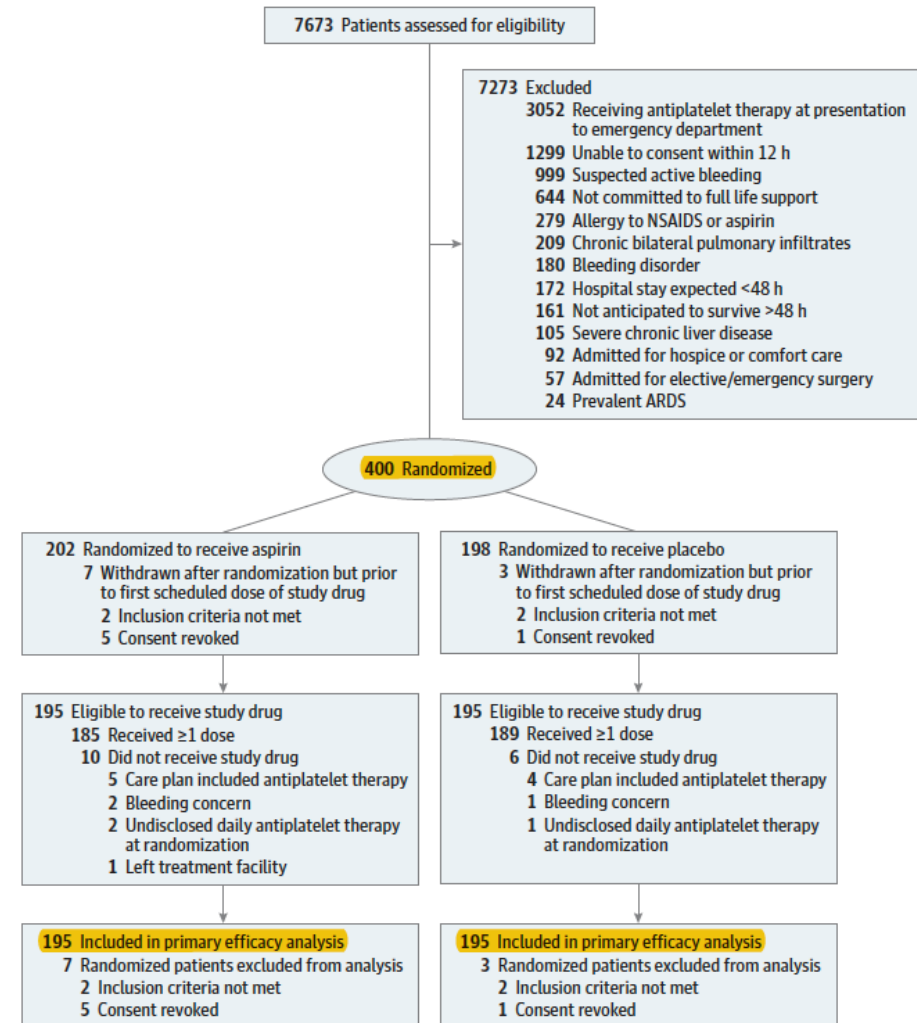 7673 Patients assessed for eligibility
7273 Excluded
3052 Receiving antiplatelet therapy at presentation
to emergency department
1299 Unable to consent within 12 h
999 Suspected active bleeding
644 Not committed to full life support
279 Allergy to NSAIDS or aspirin
209 Chronic bilateral pulmonary infiltrates
180 Bleeding disorder
172 Hospital stay expected <48 h
161 Not anticipated to survive >48 h
105 Severe chronic liver disease
92 Admitted for hospice or comfort care
57 Admitted for elective/emergency surgery
24 Prevalent ARDS
400 Randomized
202 Randomized to receive aspirin
7 Withdrawn after randomization but prior
to first scheduled dose of study drug
2 Inclusion criteria not met
5 Consent revoked
198 Randomized to receive placebo
3 Withdrawn after randomization but prior
to first scheduled dose of study drug
2 Inclusion criteria not met
1 Consent revoked
195 Eligible to receive study drug
185 Received ≥1 dose
10 Did not receive study drug
5 Care plan included antiplatelet therapy
2 Bleeding concern
2 Undisclosed daily antiplatelet therapy
at randomization
1 Left treatment facility
195 Eligible to receive study drug
189 Received ≥1 dose
6 Did not receive study drug
4 Care plan included antiplatelet therapy
1 Bleeding concern
1 Undisclosed daily antiplatelet therapy
at randomization
195 Included in primary efficacy analysis
7 Randomized patients excluded from analysis
2 Inclusion criteria not met
5 Consent revoked
195 Included in primary efficacy analysis
3 Randomized patients excluded from analysis
2 Inclusion criteria not met
1 Consent revoked